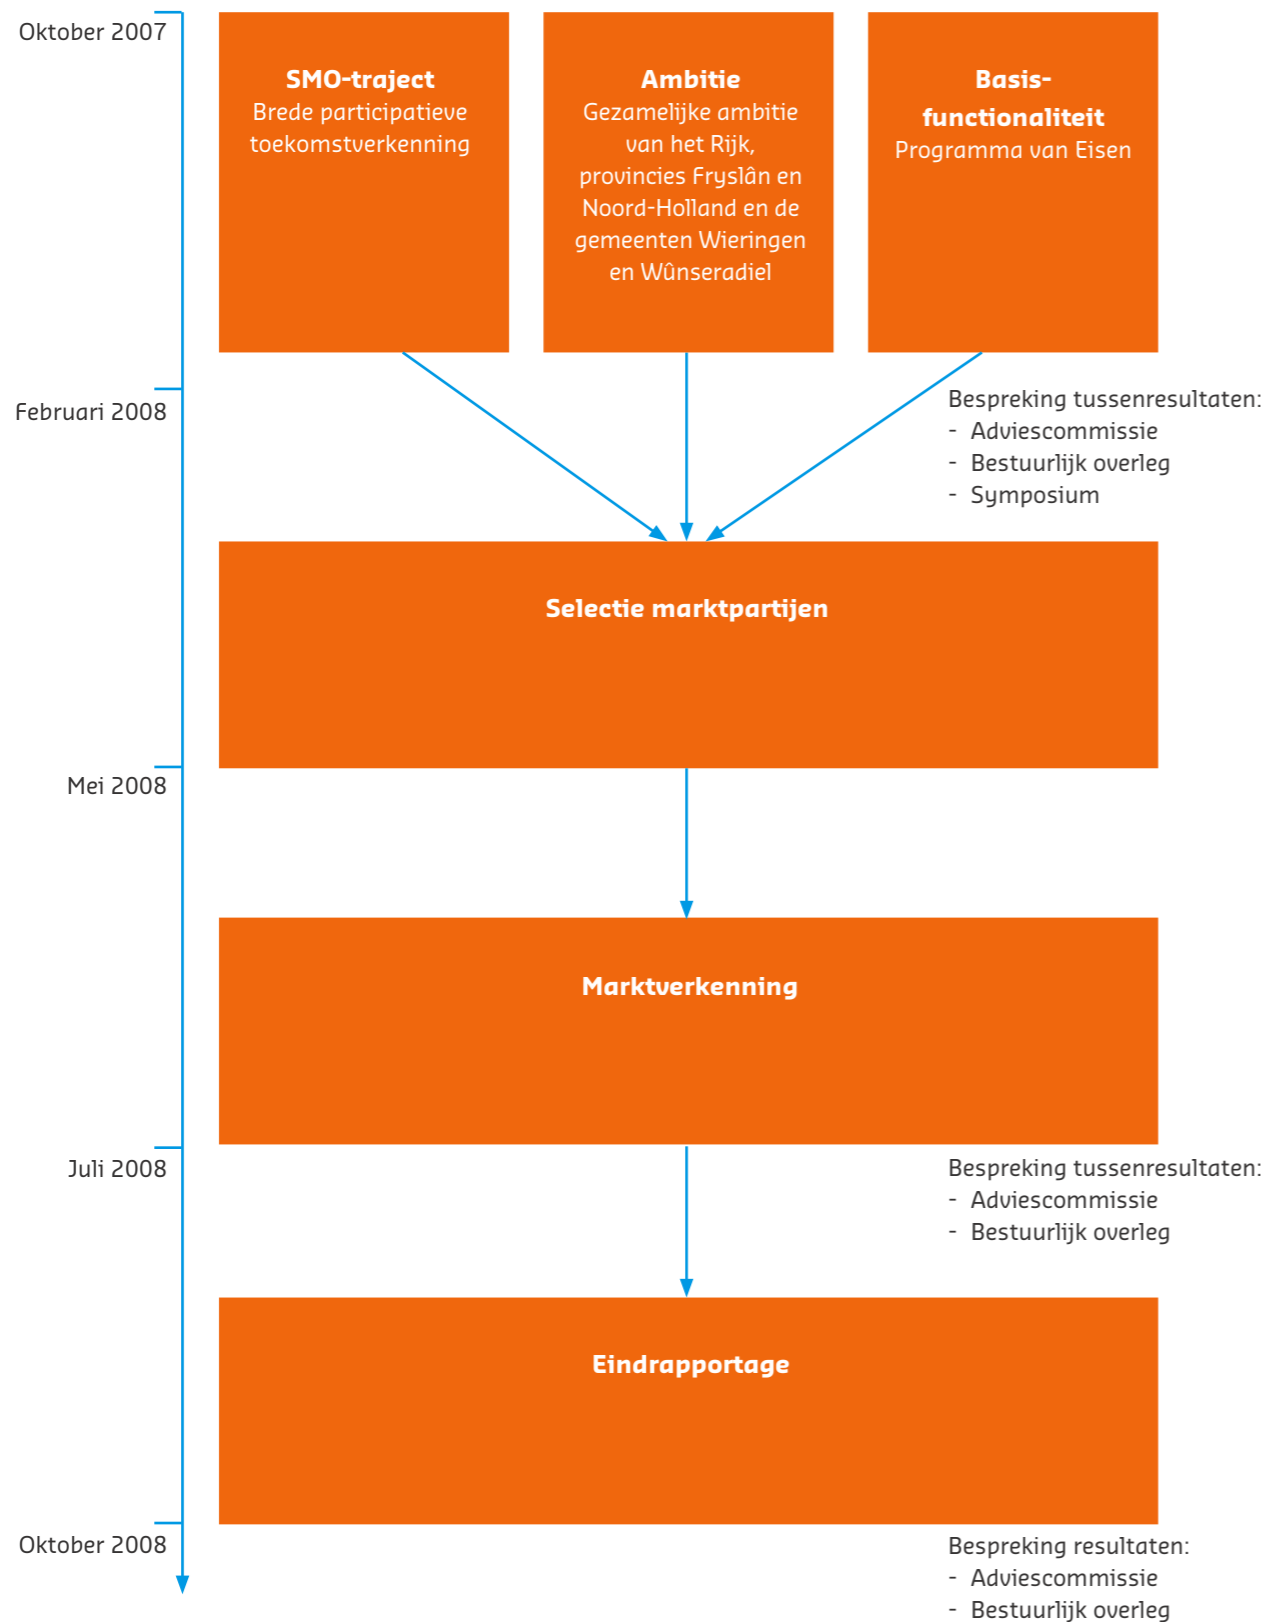 Oktober 2007
SMO-traject
Brede participatieve
toekomstverkenning
Ambitie
Gezamelijke ambitie
van het Rijk,
provincies Fryslân en
Noord-Holland en de
gemeenten Wieringen
en Wûnseradiel
Basis-
functionaliteit
Programma van Eisen
Februari 2008
Bespreking tussenresultaten:
- Adviescommissie
- Bestuurlijk overleg
- Symposium
Selectie marktpartijen
Mei 2008
Marktverkenning
Juli 2008
Bespreking tussenresultaten:
- Adviescommissie
- Bestuurlijk overleg
Eindrapportage
Oktober 2008
Bespreking resultaten:
- Adviescommissie
- Bestuurlijk overleg